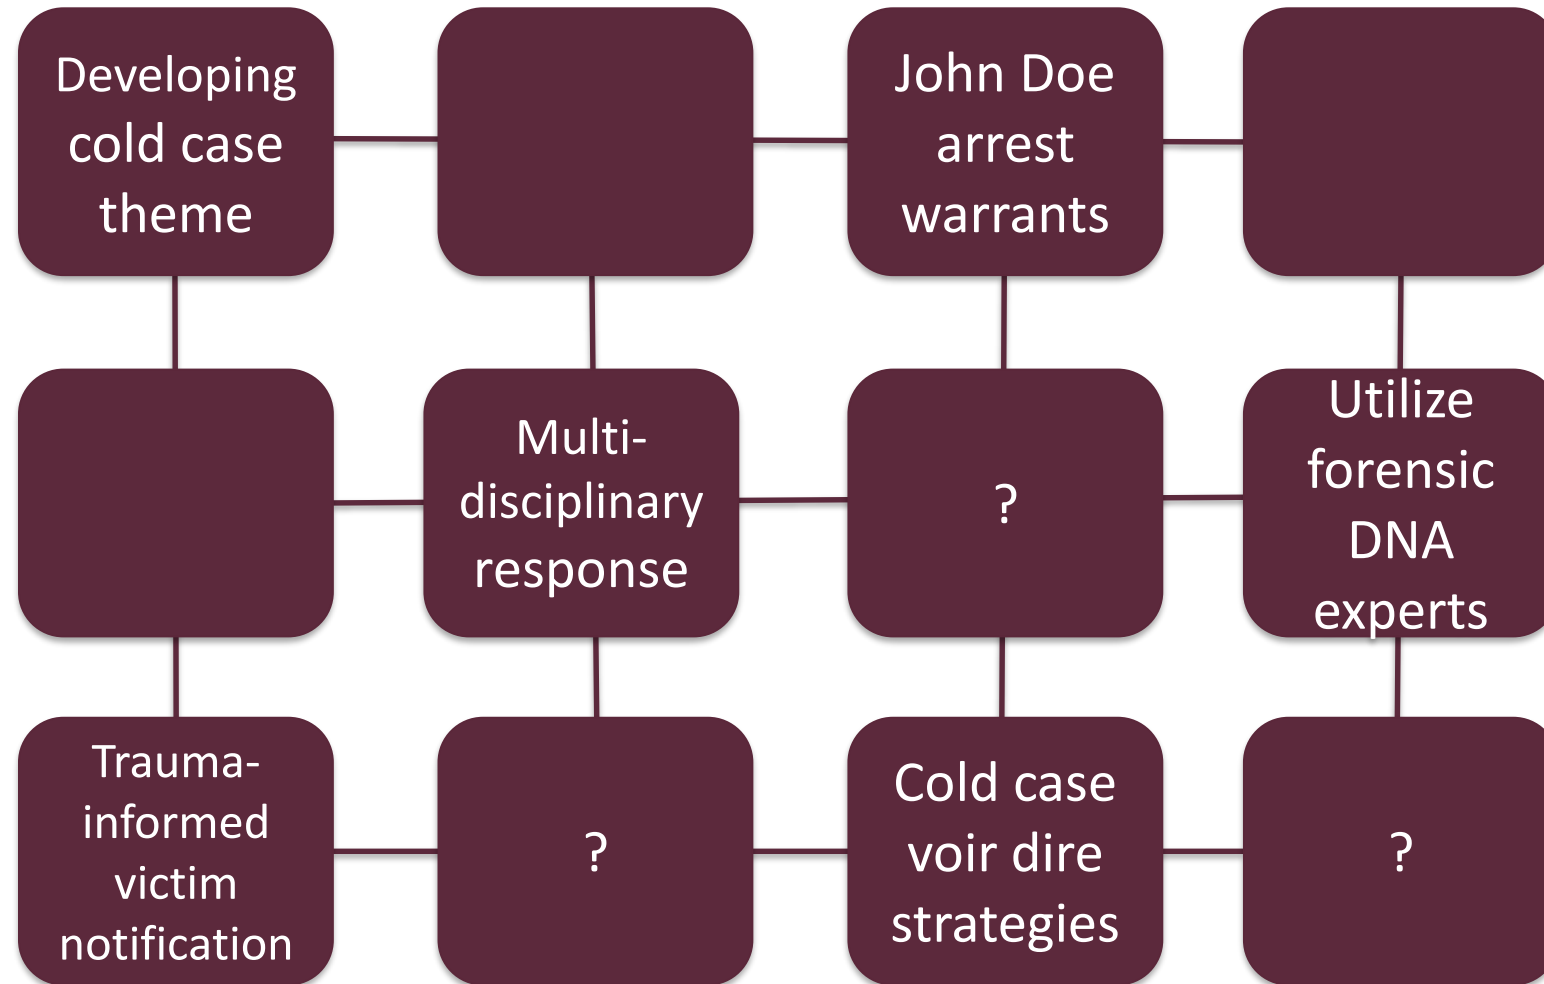 Developing
cold case
theme
John Doe
arrest
warrants
Multi-
disciplinary
response
?
Utilize
forensic
DNA
experts
Trauma-
informed
victim
notification
?
Cold case
voir dire
strategies
?